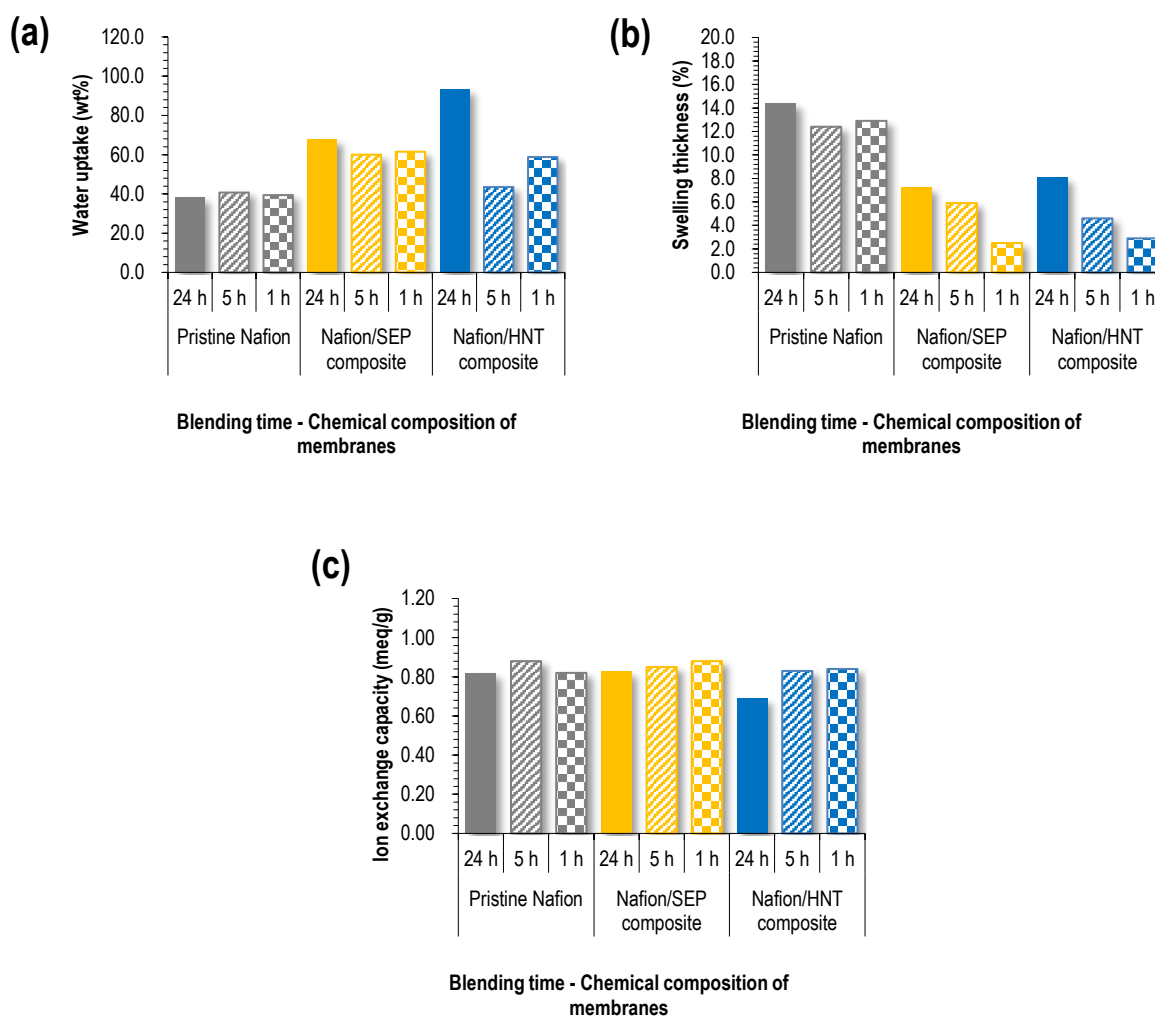 (a)
Water uptake (wt%)
120.0
100.0
80.0
60.0
40.0
20.0
0.0
24 h 5 h 1 h 24 h 5 h 1 h 24 h 5 h 1 h
Pristine Nafion Nafion/SEP composite Nafion/HNT composite
Blending time - Chemical composition of
membranes
(b)
Swelling thickness (%)
20.0
18.0
16.0
14.0
12.0
10.0
8.0
6.0
4.0
2.0
0.0
24 h 5 h 1 h 24 h 5 h 1 h 24 h 5 h 1 h
Pristine Nafion Nafion/SEP composite Nafion/HNT composite
Blending time - Chemical composition of
membranes
(c)
Ion exchange capacity (meq/g)
1.20
1.00
0.80
0.60
0.40
0.20
0.00
24 h 5 h 1 h 24 h 5 h 1 h 24 h 5 h 1 h
Pristine Nafion Nafion/SEP composite Nafion/HNT composite
Blending time - Chemical composition of
membranes